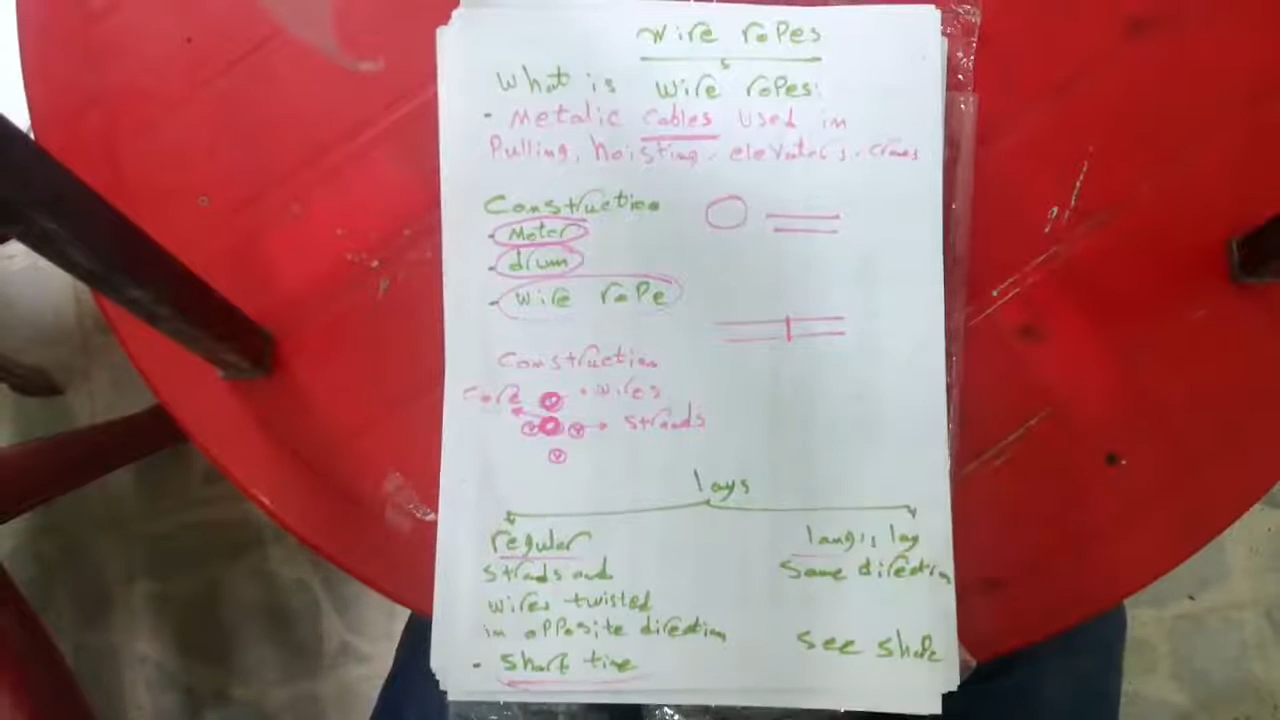 wire ropes
what is wire ropes:
- Metalic cables used in
Pulling, hoisting, elevators, cranes
Construction
- Moter
- drum
- wire rope
Construction
core
wires
strands
lays
regular
strads and
wires twisted
in opposite direction
- short time
lang's lay
Same direction
See shape